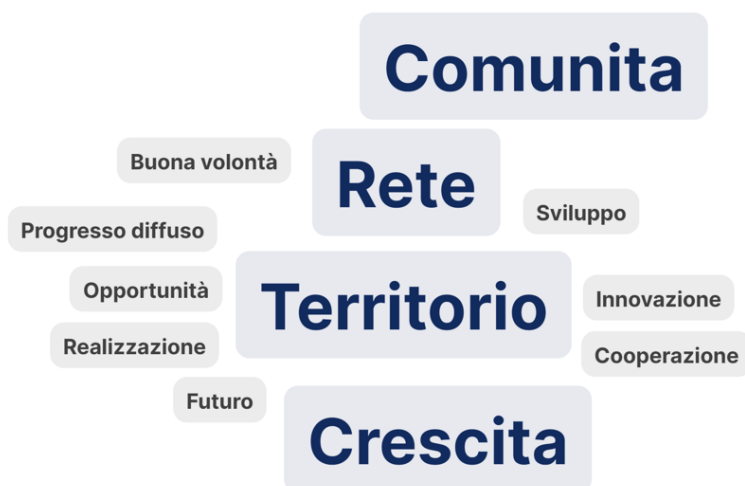 Comunita
Buona volontà
Rete
Sviluppo
Progresso diffuso
Opportunità
Territorio
Innovazione
Realizzazione
Cooperazione
Futuro
Crescita